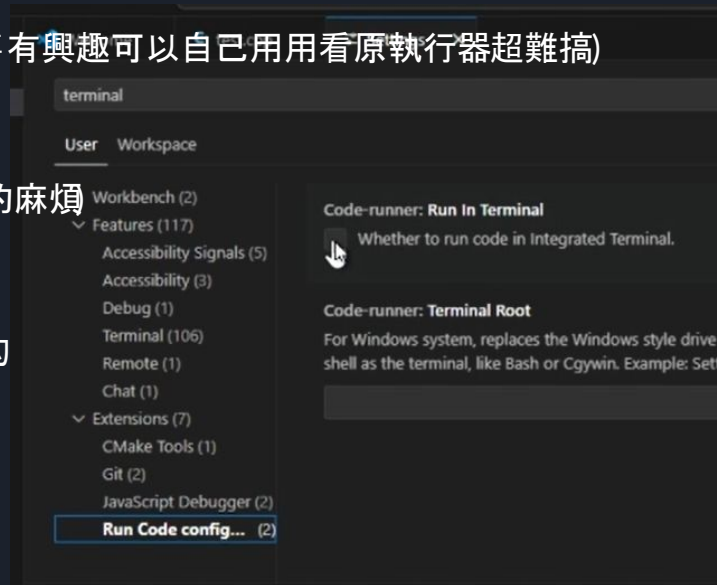 有興趣可以自己用用看原執行器超難搞)
terminal
User Workspace
的麻煩)
Workbench (2)
Features (117)
Accessibility Signals (5)
Accessibility (3)
Debug (1)
Terminal (106)
Remote (1)
Chat (1)
Extensions (7)
CMake Tools (1)
Git (2)
JavaScript Debugger (2)
Run Code config... (2)
Code-runner: Run In Terminal
Whether to run code in Integrated Terminal.
Code-runner: Terminal Root
For Windows system, replaces the Windows style drive
shell as the terminal, like Bash or Cgywin. Example: Set